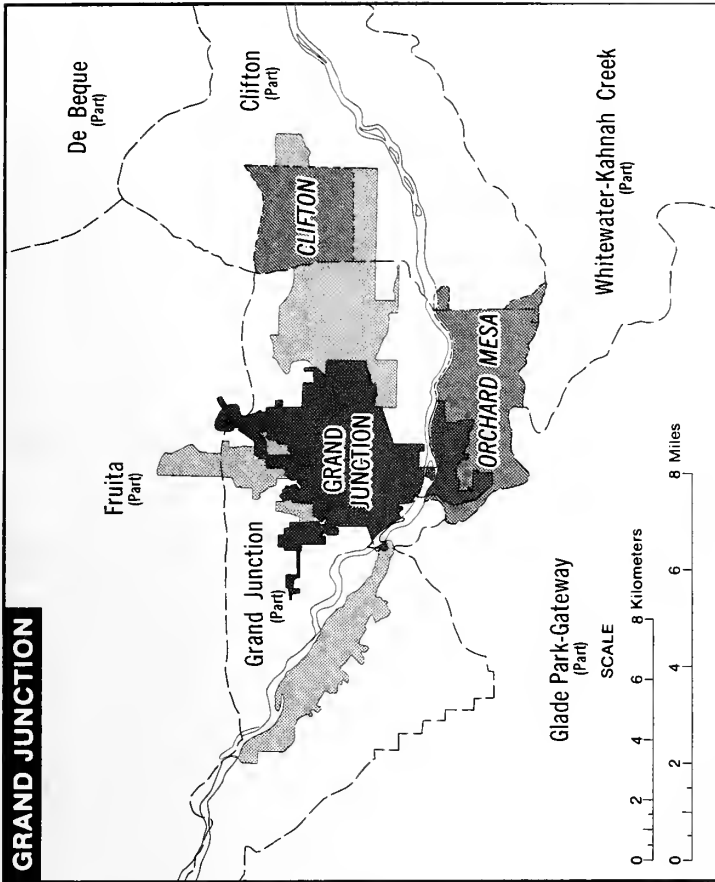 GRAND JUNCTION
De Beque
(Part)
Clifton
(Part)
Fruita
(Part)
CLIFTON
Grand Junction
(Part)
GRAND
JUNCTION
ORCHARD MESA
Whitewater-Kahnah Creek
(Part)
Glade Park-Gateway
(Part)
SCALE
0 2 4 6 8 Kilometers
0 2 4 6 8 Miles